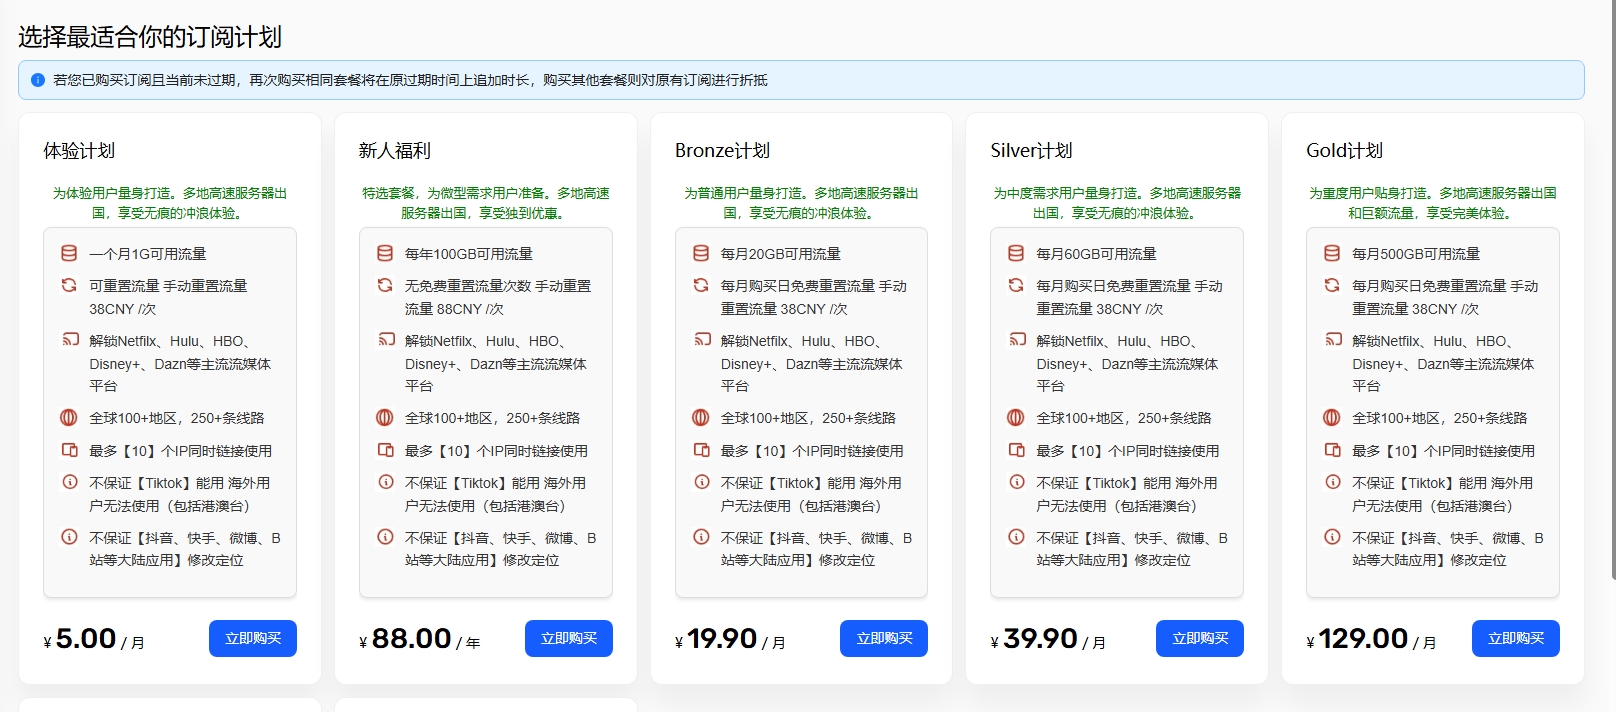 选择最适合你的订阅计划
若您已购买订阅且当前未过期，再次购买相同套餐将在原过期时间上追加时长，购买其他套餐则对原有订阅进行折抵
体验计划
为体验用户量身打造。多地高速服务器出
国，享受无痕的冲浪体验。
一个月1G可用流量
可重置流量 手动重置流量
38CNY /次
解锁Netfilx、Hulu、HBO、
Disney+、Dazn等主流流媒体
平台
全球100+地区，250+条线路
最多【10】个IP同时链接使用
不保证【Tiktok】能用 海外用
户无法使用（包括港澳台）
不保证【抖音、快手、微博、B
站等大陆应用】修改定位
¥ 5.00 / 月
立即购买
新人福利
特选套餐，为微型需求用户准备。多地高速
服务器出国，享受独到优惠。
每年100GB可用流量
无免费重置流量次数 手动重置
流量 88CNY /次
解锁Netfilx、Hulu、HBO、
Disney+、Dazn等主流流媒体
平台
全球100+地区，250+条线路
最多【10】个IP同时链接使用
不保证【Tiktok】能用 海外用
户无法使用（包括港澳台）
不保证【抖音、快手、微博、B
站等大陆应用】修改定位
¥ 88.00 / 年
立即购买
Bronze计划
为普通用户量身打造。多地高速服务器出
国，享受无痕的冲浪体验。
每月20GB可用流量
每月购买日免费重置流量 手动
重置流量 38CNY /次
解锁Netfilx、Hulu、HBO、
Disney+、Dazn等主流流媒体
平台
全球100+地区，250+条线路
最多【10】个IP同时链接使用
不保证【Tiktok】能用 海外用
户无法使用（包括港澳台）
不保证【抖音、快手、微博、B
站等大陆应用】修改定位
¥ 19.90 / 月
立即购买
Silver计划
为中度需求用户量身打造。多地高速服务器
出国，享受无痕的冲浪体验。
每月60GB可用流量
每月购买日免费重置流量 手动
重置流量 38CNY /次
解锁Netfilx、Hulu、HBO、
Disney+、Dazn等主流流媒体
平台
全球100+地区，250+条线路
最多【10】个IP同时链接使用
不保证【Tiktok】能用 海外用
户无法使用（包括港澳台）
不保证【抖音、快手、微博、B
站等大陆应用】修改定位
¥ 39.90 / 月
立即购买
Gold计划
为重度用户贴身打造。多地高速服务器出国
和巨额流量，享受完美体验。
每月500GB可用流量
每月购买日免费重置流量 手动
重置流量 38CNY /次
解锁Netfilx、Hulu、HBO、
Disney+、Dazn等主流流媒体
平台
全球100+地区，250+条线路
最多【10】个IP同时链接使用
不保证【Tiktok】能用 海外用
户无法使用（包括港澳台）
不保证【抖音、快手、微博、B
站等大陆应用】修改定位
¥ 129.00 / 月
立即购买